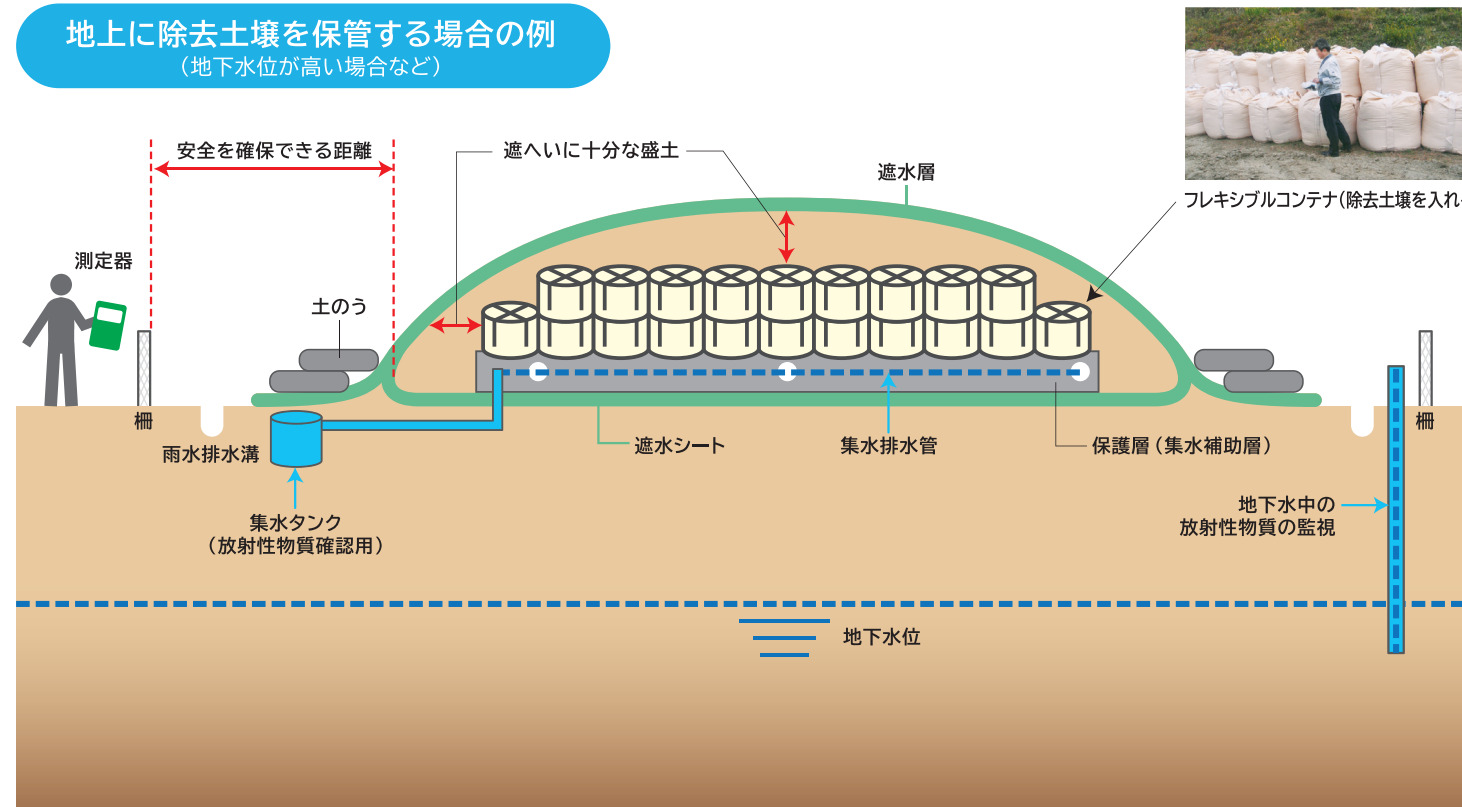 地上に除去土壌を保管する場合の例
（地下水位が高い場合など）
安全を確保できる距離
遮へいに十分な盛土
遮水層
フレキシブルコンテナ（除去土壌を入れ
測定器
土のう
柵
柵
雨水排水溝
遮水シート
集水排水管
保護層（集水補助層）
集水タンク
（放射性物質確認用）
地下水中の
放射性物質の監視
地下水位